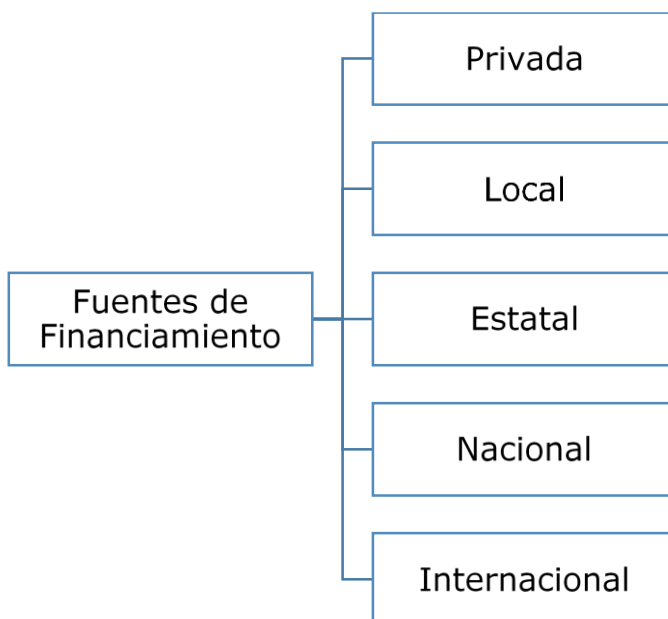 Privada
Local
Fuentes de
Financiamiento
Estatal
Nacional
Internacional